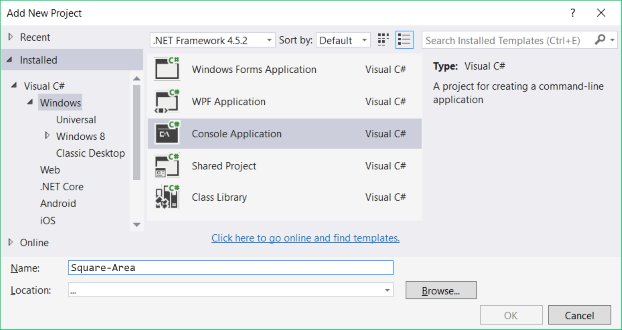 Add New Project
? ×
Recent
Installed
Visual C#
Windows
Universal
Windows 8
Classic Desktop
Web
.NET Core
Android
iOS
Online
.NET Framework 4.5.2 Sort by: Default
Windows Forms Application Visual C#
WPF Application Visual C#
Console Application Visual C#
Shared Project Visual C#
Class Library Visual C#
Click here to go online and find templates.
Search Installed Templates (Ctrl+E)
Type: Visual C#
A project for creating a command-line
application
Name: Square-Area
Location: ... Browse...
OK Cancel